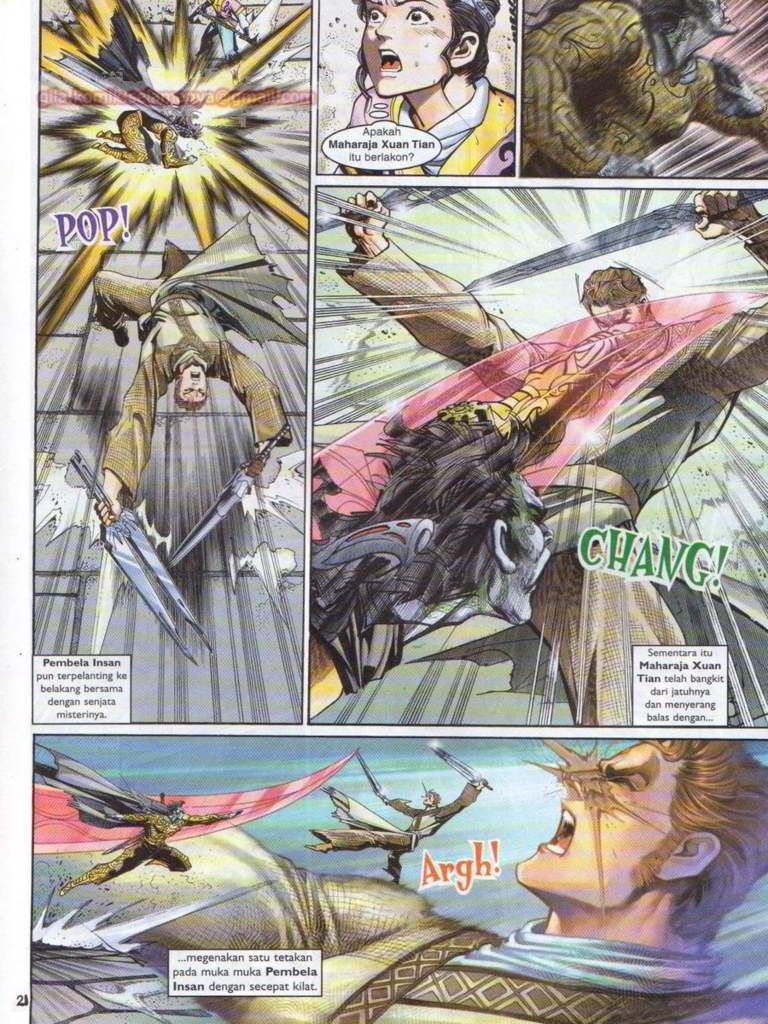 Apakah
Maharaja Xuan Tian
itu berlakon?
POP!
CHANG!
Pembela Insan
pun terpelanting ke
belakang bersama
dengan senjata
misterinya.
Sementara itu
Maharaja Xuan
Tian telah bangkit
dari jatuhnya
dan menyerang
balas dengan...
Argh!
...megenakan satu tetakan
pada muka muka Pembela
Insan dengan secepat kilat.
21